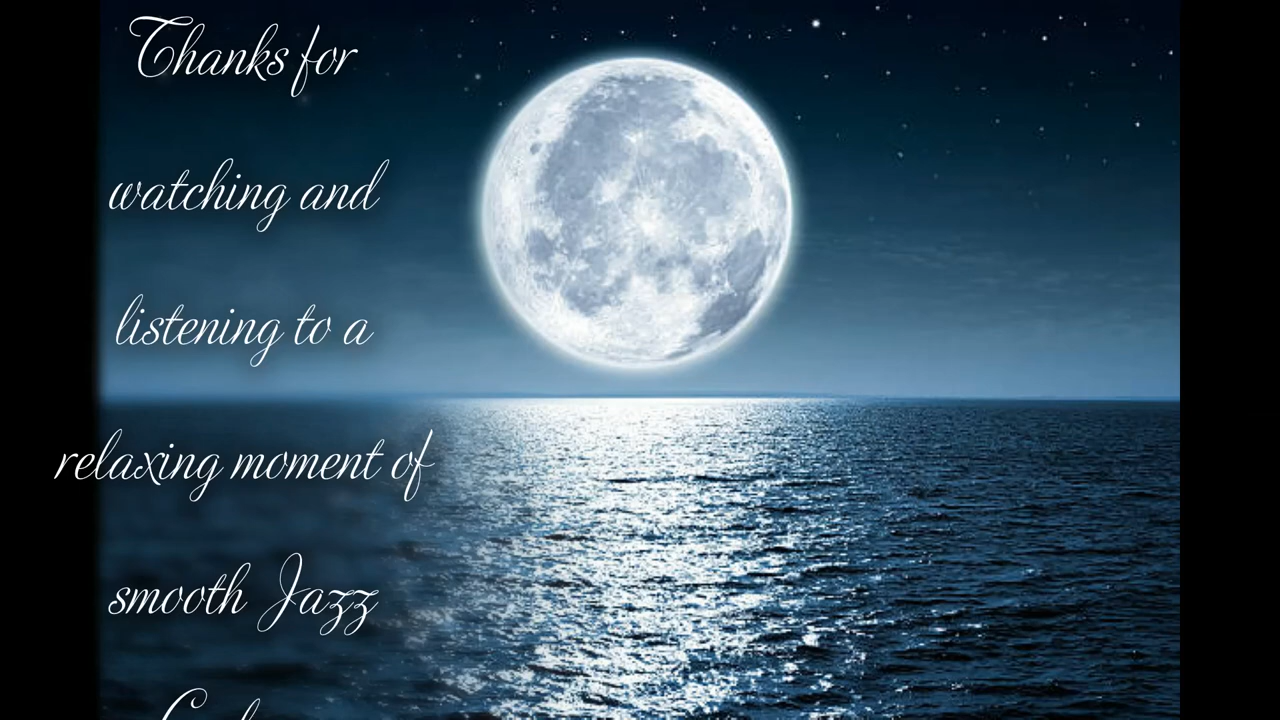 Thanks for
watching and
listening to a
relaxing moment of
smooth Jazz